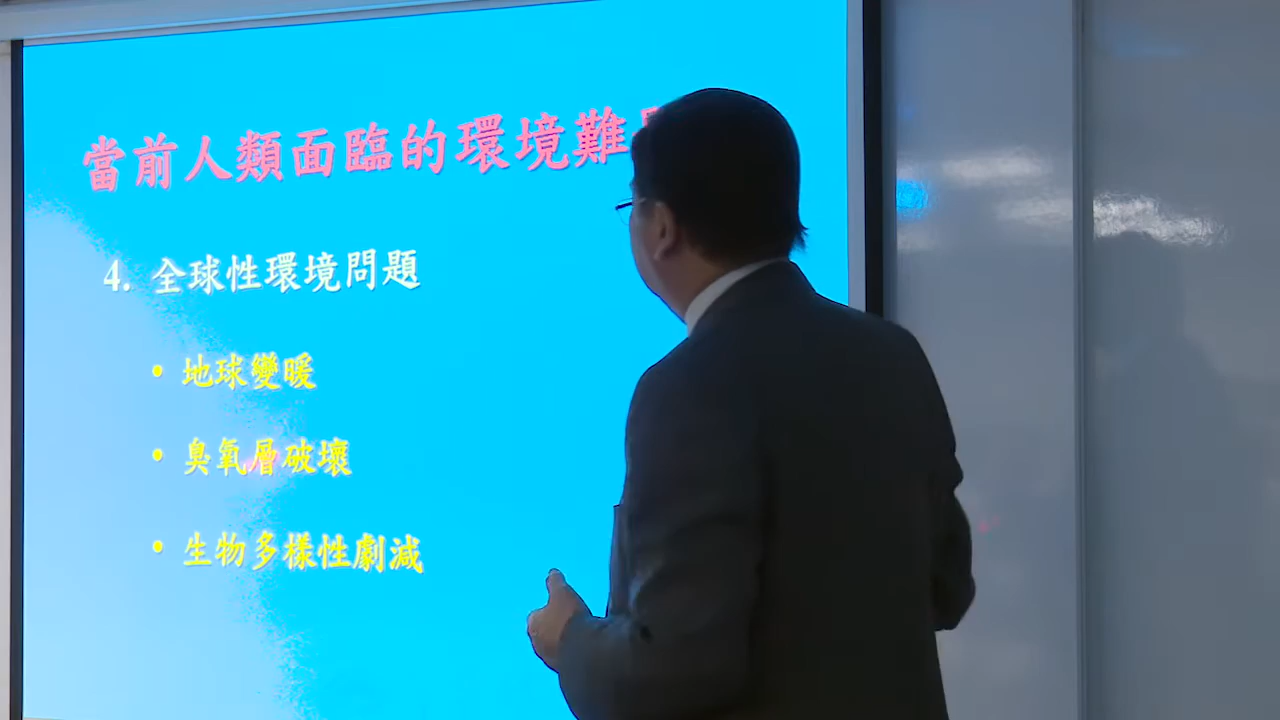 當前人類面臨的環境難
4. 全球性環境問題
• 地球變暖
• 臭氧層破壞
• 生物多樣性劇減